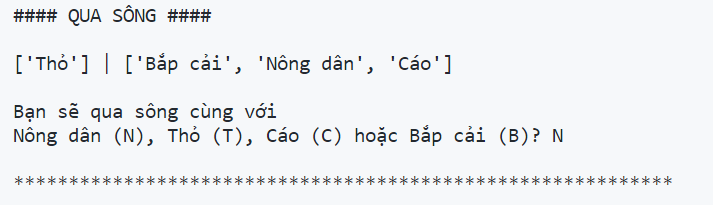 #### QUA SÔNG ####
['Thỏ'] | ['Bắp cải', 'Nông dân', 'Cáo']
Bạn sẽ qua sông cùng với
Nông dân (N), Thỏ (T), Cáo (C) hoặc Bắp cải (B)? N
************************************************************